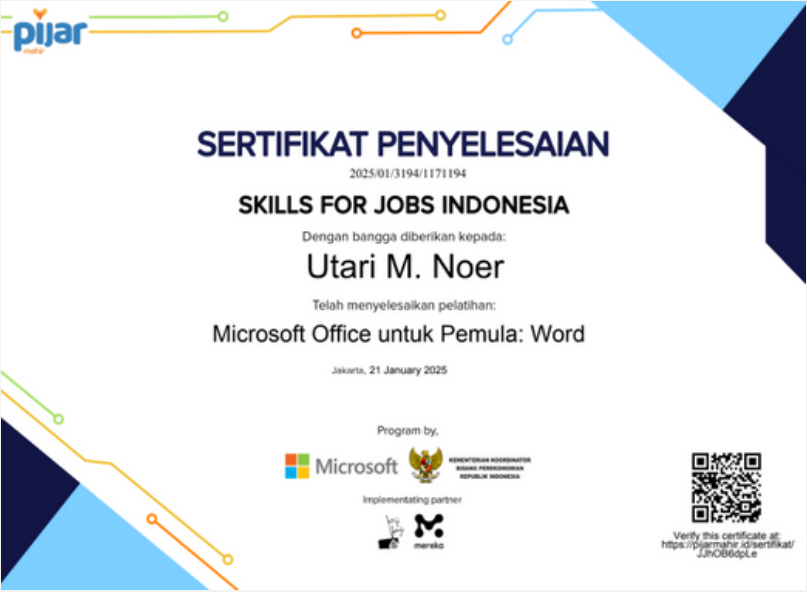 pijar
mahir
SERTIFIKAT PENYELESAIAN
2025/01/3194/1171194
SKILLS FOR JOBS INDONESIA
Dengan bangga diberikan kepada:
Utari M. Noer
Telah menyelesaikan pelatihan:
Microsoft Office untuk Pemula: Word
Jakarta, 21 January 2025
Program by,
Microsoft
KEMENTERIAN KOORDINATOR
BIDANG PEREKONOMIAN
REPUBLIK INDONESIA
Implementating partner
mereka
Verify this certificate at:
https://pijarmahir.id/sertifikat/
JJhOB6dpLe